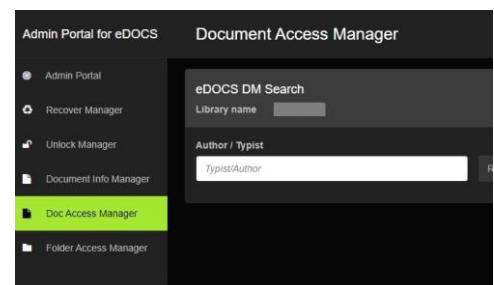 Admin Portal for eDOCS
Document Access Manager
Admin Portal
Recover Manager
Unlock Manager
Document Info Manager
Doc Access Manager
Folder Access Manager
eDOCS DM Search
Library name
Author / Typist
Typist/Author
R